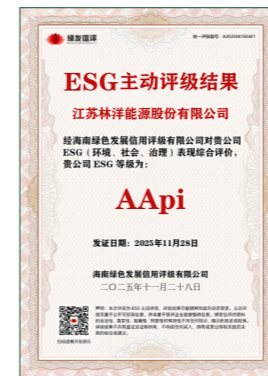 绿友信评
ESG主动评级结果
江苏林洋能源股份有限公司
经海南绿色发展信用评级有限公司对贵公司
ESG（环境、社会、治理）表现综合评价，
贵公司 ESG 等级为：
AApi
发证日期：2025年11月28日
海南绿色发展信用评级有限公司
二〇二五年十一月二十八日